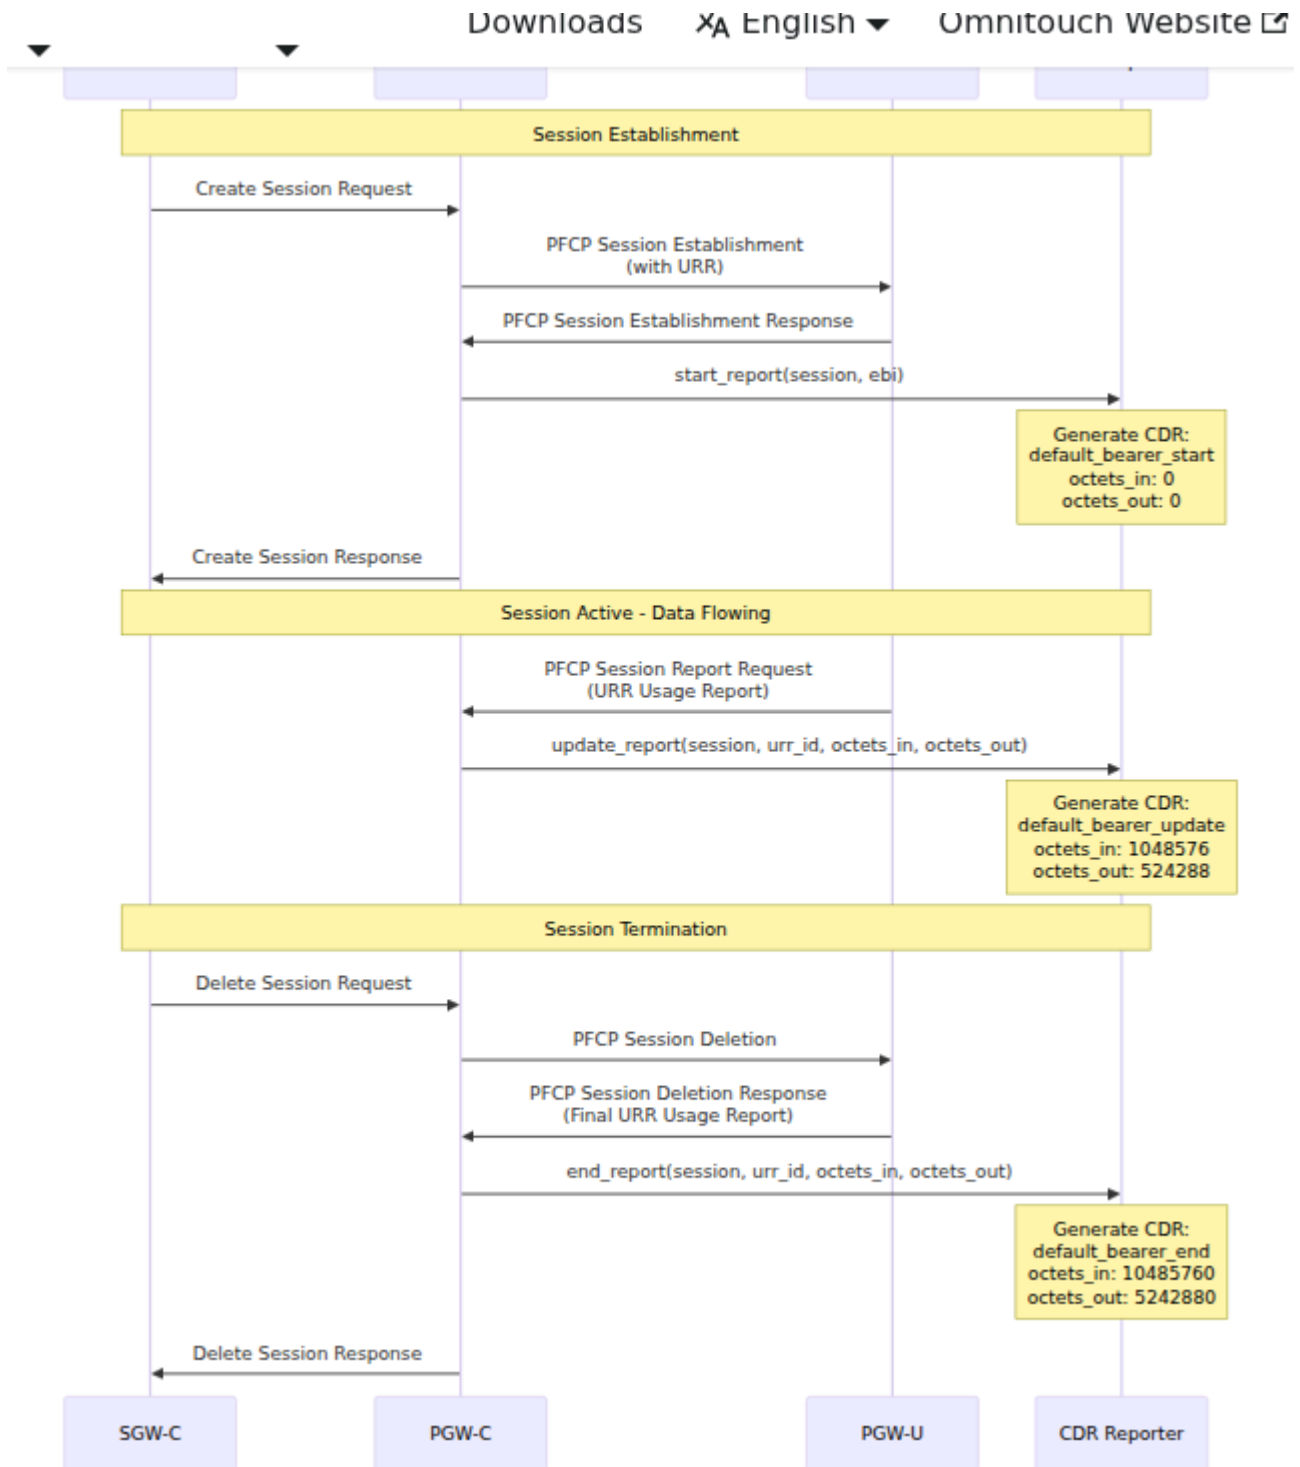 Downloads
English
Omnitouch Website
Session Establishment
Create Session Request
PFCP Session Establishment
(with URR)
PFCP Session Establishment Response
start_report(session, ebi)
Generate CDR:
default_bearer_start
octets_in: 0
octets_out: 0
Create Session Response
Session Active - Data Flowing
PFCP Session Report Request
(URR Usage Report)
update_report(session, urr_id, octets_in, octets_out)
Generate CDR:
default_bearer_update
octets_in: 1048576
octets_out: 524288
Session Termination
Delete Session Request
PFCP Session Deletion
PFCP Session Deletion Response
(Final URR Usage Report)
end_report(session, urr_id, octets_in, octets_out)
Generate CDR:
default_bearer_end
octets_in: 10485760
octets_out: 5242880
Delete Session Response
SGW-C
PGW-C
PGW-U
CDR Reporter